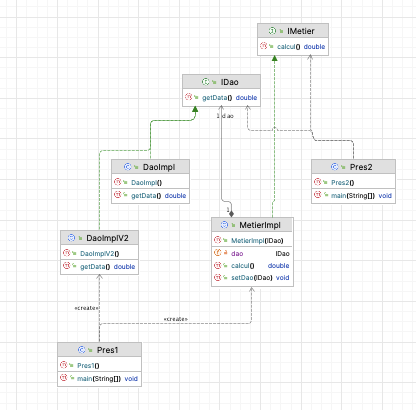 IMetier
calcul() double
IDao
getData() double
1 dao
DaoImpl
DaoImpl()
getData() double
Pres2
Pres2()
main(String[]) void
1
MetierImpl
MetierImpl(IDao)
dao IDao
calcul() double
setDao(IDao) void
DaoImplV2
DaoImplV2()
getData() double
«create»
«create»
Pres1
Pres1()
main(String[]) void